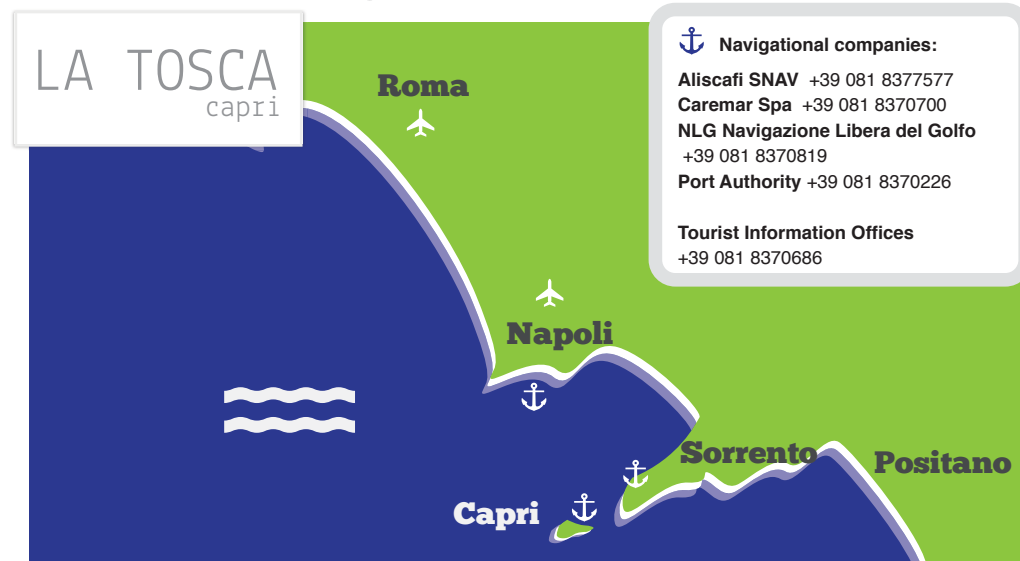 LA TOSCA
capri
Navigational companies:
Aliscafi SNAV +39 081 8377577
Caremar Spa +39 081 8370700
NLG Navigazione Libera del Golfo
+39 081 8370819
Port Authority +39 081 8370226
Tourist Information Offices
+39 081 8370686
Roma
Napoli
Sorrento
Positano
Capri